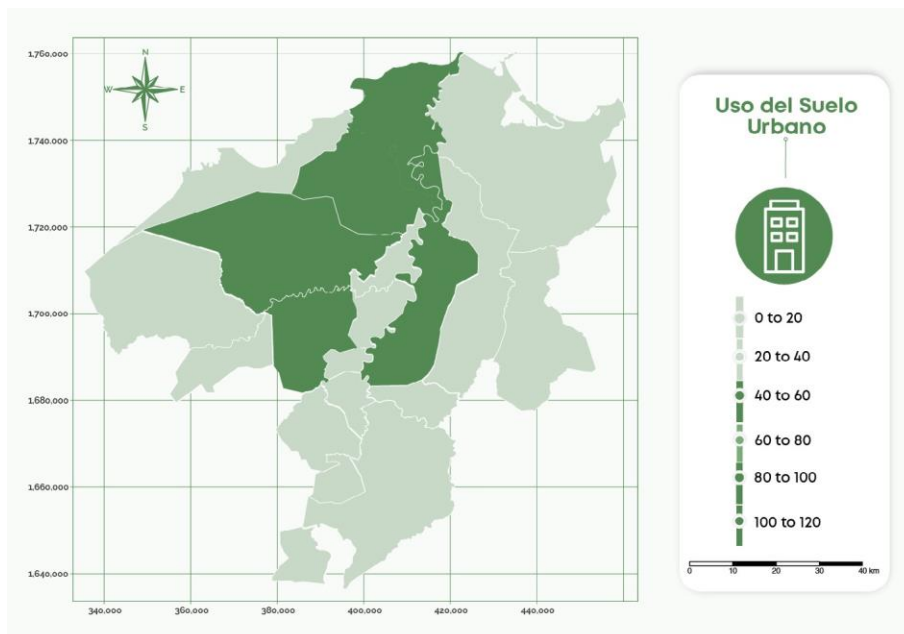 1.760.000
1.740.000
1.720.000
1.700.000
1.680.000
1.660.000
1.640.000
340.000
360.000
380.000
400.000
420.000
440.000
N
W
E
S
Uso del Suelo
Urbano
0 to 20
20 to 40
40 to 60
60 to 80
80 to 100
100 to 120
0 10 20 30 40 km